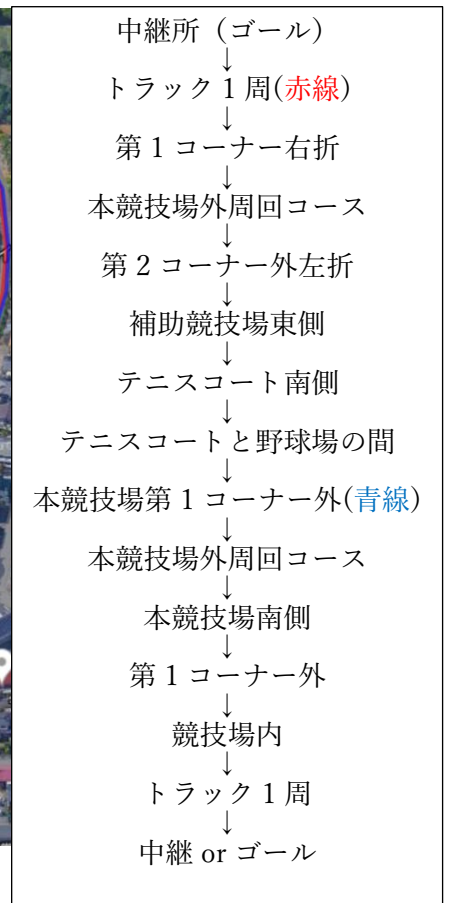 中継所（ゴール）
↓
トラック 1 周(赤線)
↓
第 1 コーナー右折
↓
本競技場外周回コース
↓
第 2 コーナー外左折
↓
補助競技場東側
↓
テニスコート南側
↓
テニスコートと野球場の間
↓
本競技場第 1 コーナー外(青線)
↓
本競技場外周回コース
↓
本競技場南側
↓
第 1 コーナー外
↓
競技場内
↓
トラック 1 周
↓
中継 or ゴール